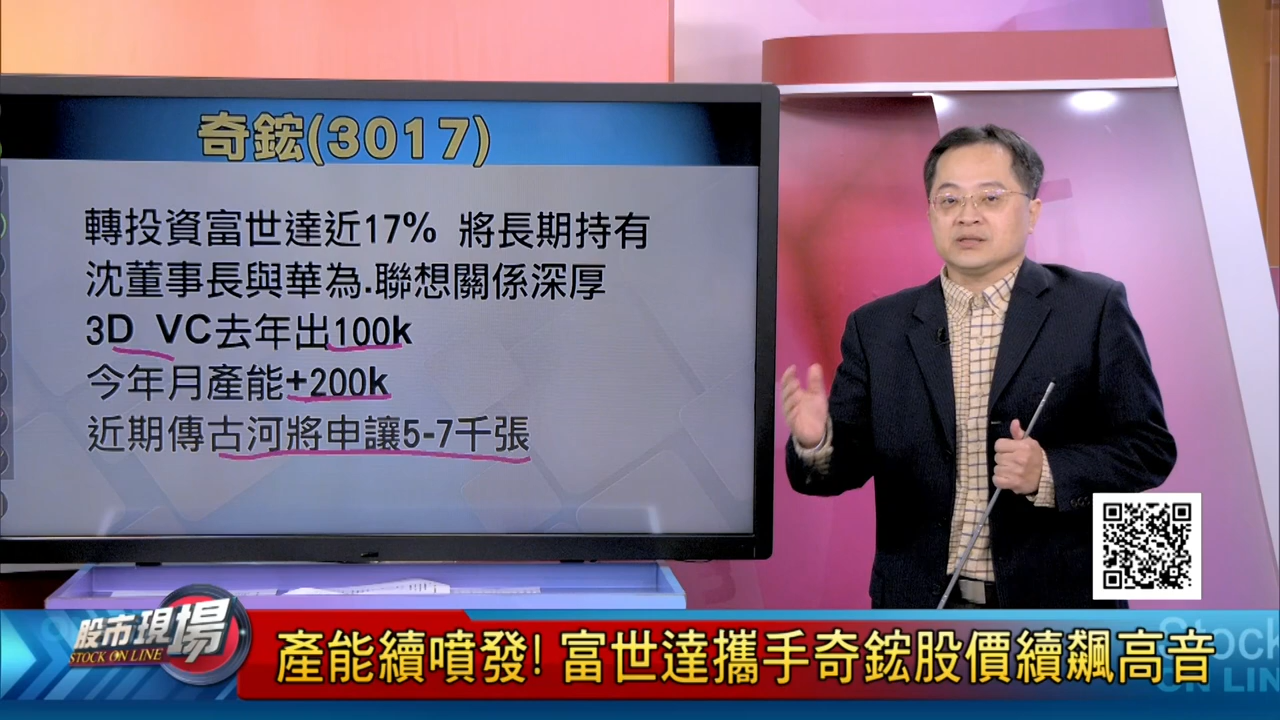 奇鋐(3017)
轉投資富世達近17% 將長期持有
沈董事長與華為.聯想關係深厚
3D VC去年出100k
今年月產能+200k
近期傳古河將申讓5-7千張
股市現場
STOCK ON LINE
產能續噴發! 富世達攜手奇鋐股價續飆高音
Stock
ON LIN